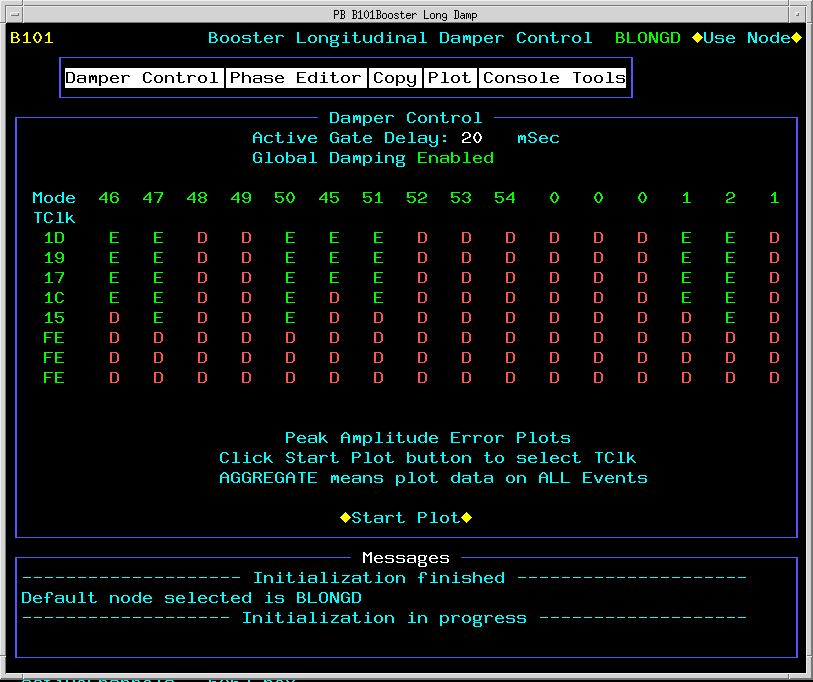 PB B101Booster Long Damp
B101 Booster Longitudinal Damper Control BLONGD ◆Use Node◆
Damper Control Phase Editor Copy Plot Console Tools
Damper Control
Active Gate Delay: 20 mSec
Global Damping Enabled
Mode 46 47 48 49 50 45 51 52 53 54 0 0 0 1 2 1
TClk
1D E E D D E E E D D D D D D E E D
19 E E D D E E E D D D D D D E E D
17 E E D D E E E D D D D D D E E D
1C E E D D E D E D D D D D D E E D
15 D E D D E D D D D D D D D D E D
FE D D D D D D D D D D D D D D D D
FE D D D D D D D D D D D D D D D D
FE D D D D D D D D D D D D D D D D
Peak Amplitude Error Plots
Click Start Plot button to select TClk
AGGREGATE means plot data on ALL Events
◆Start Plot◆
Messages
-------------------- Initialization finished ---------------------
Default node selected is BLONGD
------------------- Initialization in progress -------------------